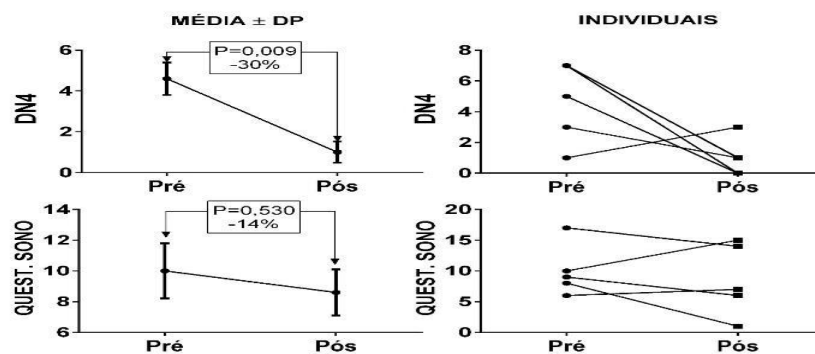 MÉDIA ± DP
INDIVIDUAIS
DN4
6
4
2
0
P=0,009
-30%
Pré
Pós
DN4
8
6
4
2
0
Pré
Pós
QUEST. SONO
14
12
10
8
6
P=0,530
-14%
Pré
Pós
QUEST. SONO
20
15
10
5
0
Pré
Pós